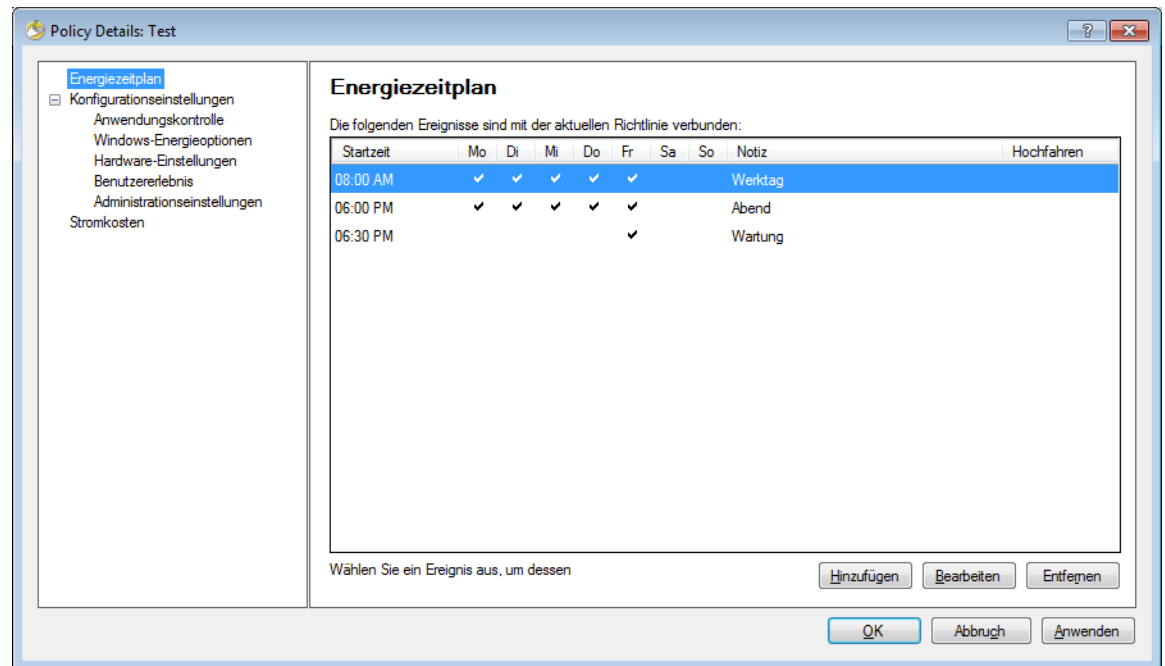 Policy Details: Test
Energiezeitplan
Konfigurationseinstellungen
Anwendungskontrolle
Windows-Energieoptionen
Hardware-Einstellungen
Benutzererlebnis
Administrationseinstellungen
Stromkosten
Energiezeitplan
Die folgenden Ereignisse sind mit der aktuellen Richtlinie verbunden:
Startzeit Mo Di Mi Do Fr Sa So Notiz Hochfahren
08:00 AM ✓ ✓ ✓ ✓ ✓ Werktag
06:00 PM ✓ ✓ ✓ ✓ ✓ Abend
06:30 PM ✓ Wartung
Wählen Sie ein Ereignis aus, um dessen
Hinzufügen Bearbeiten Entfernen
OK Abbruch Anwenden